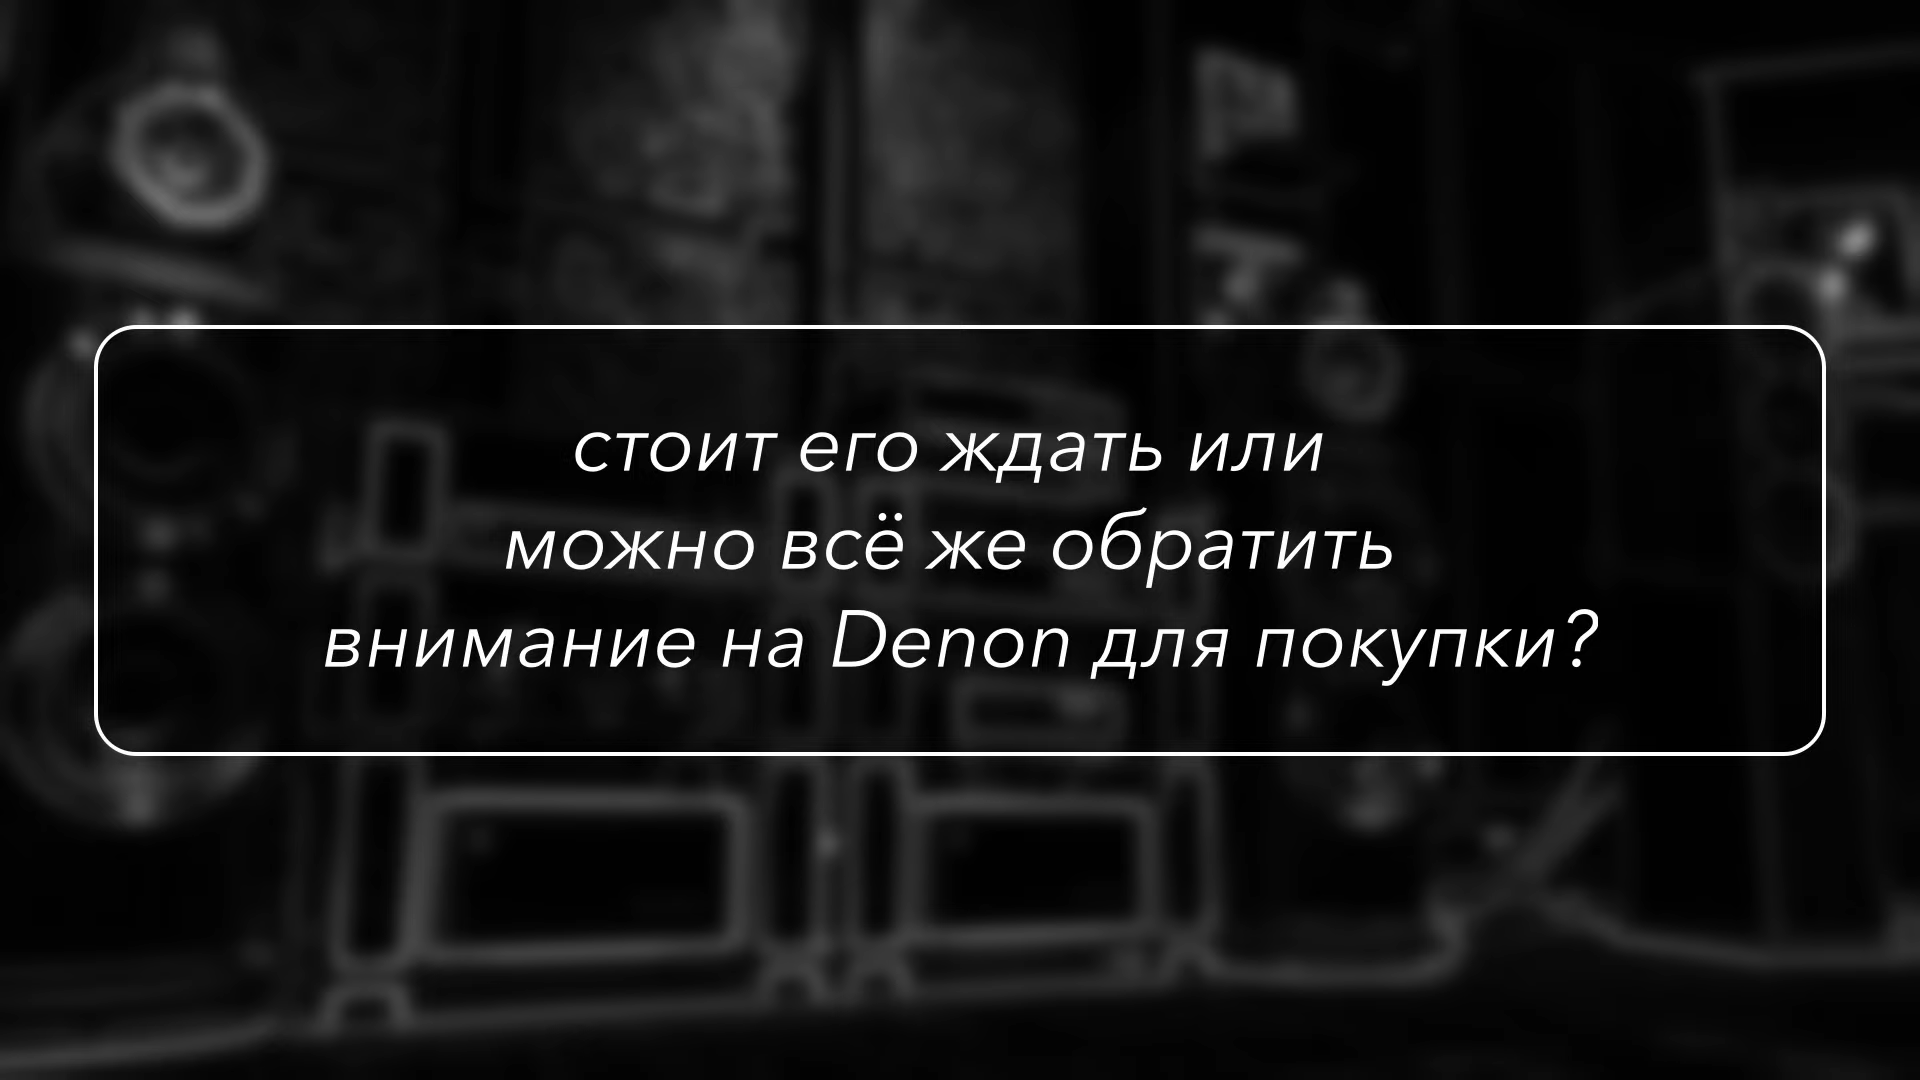 стоит его ждать или
можно всё же обратить
внимание на Denon для покупки?